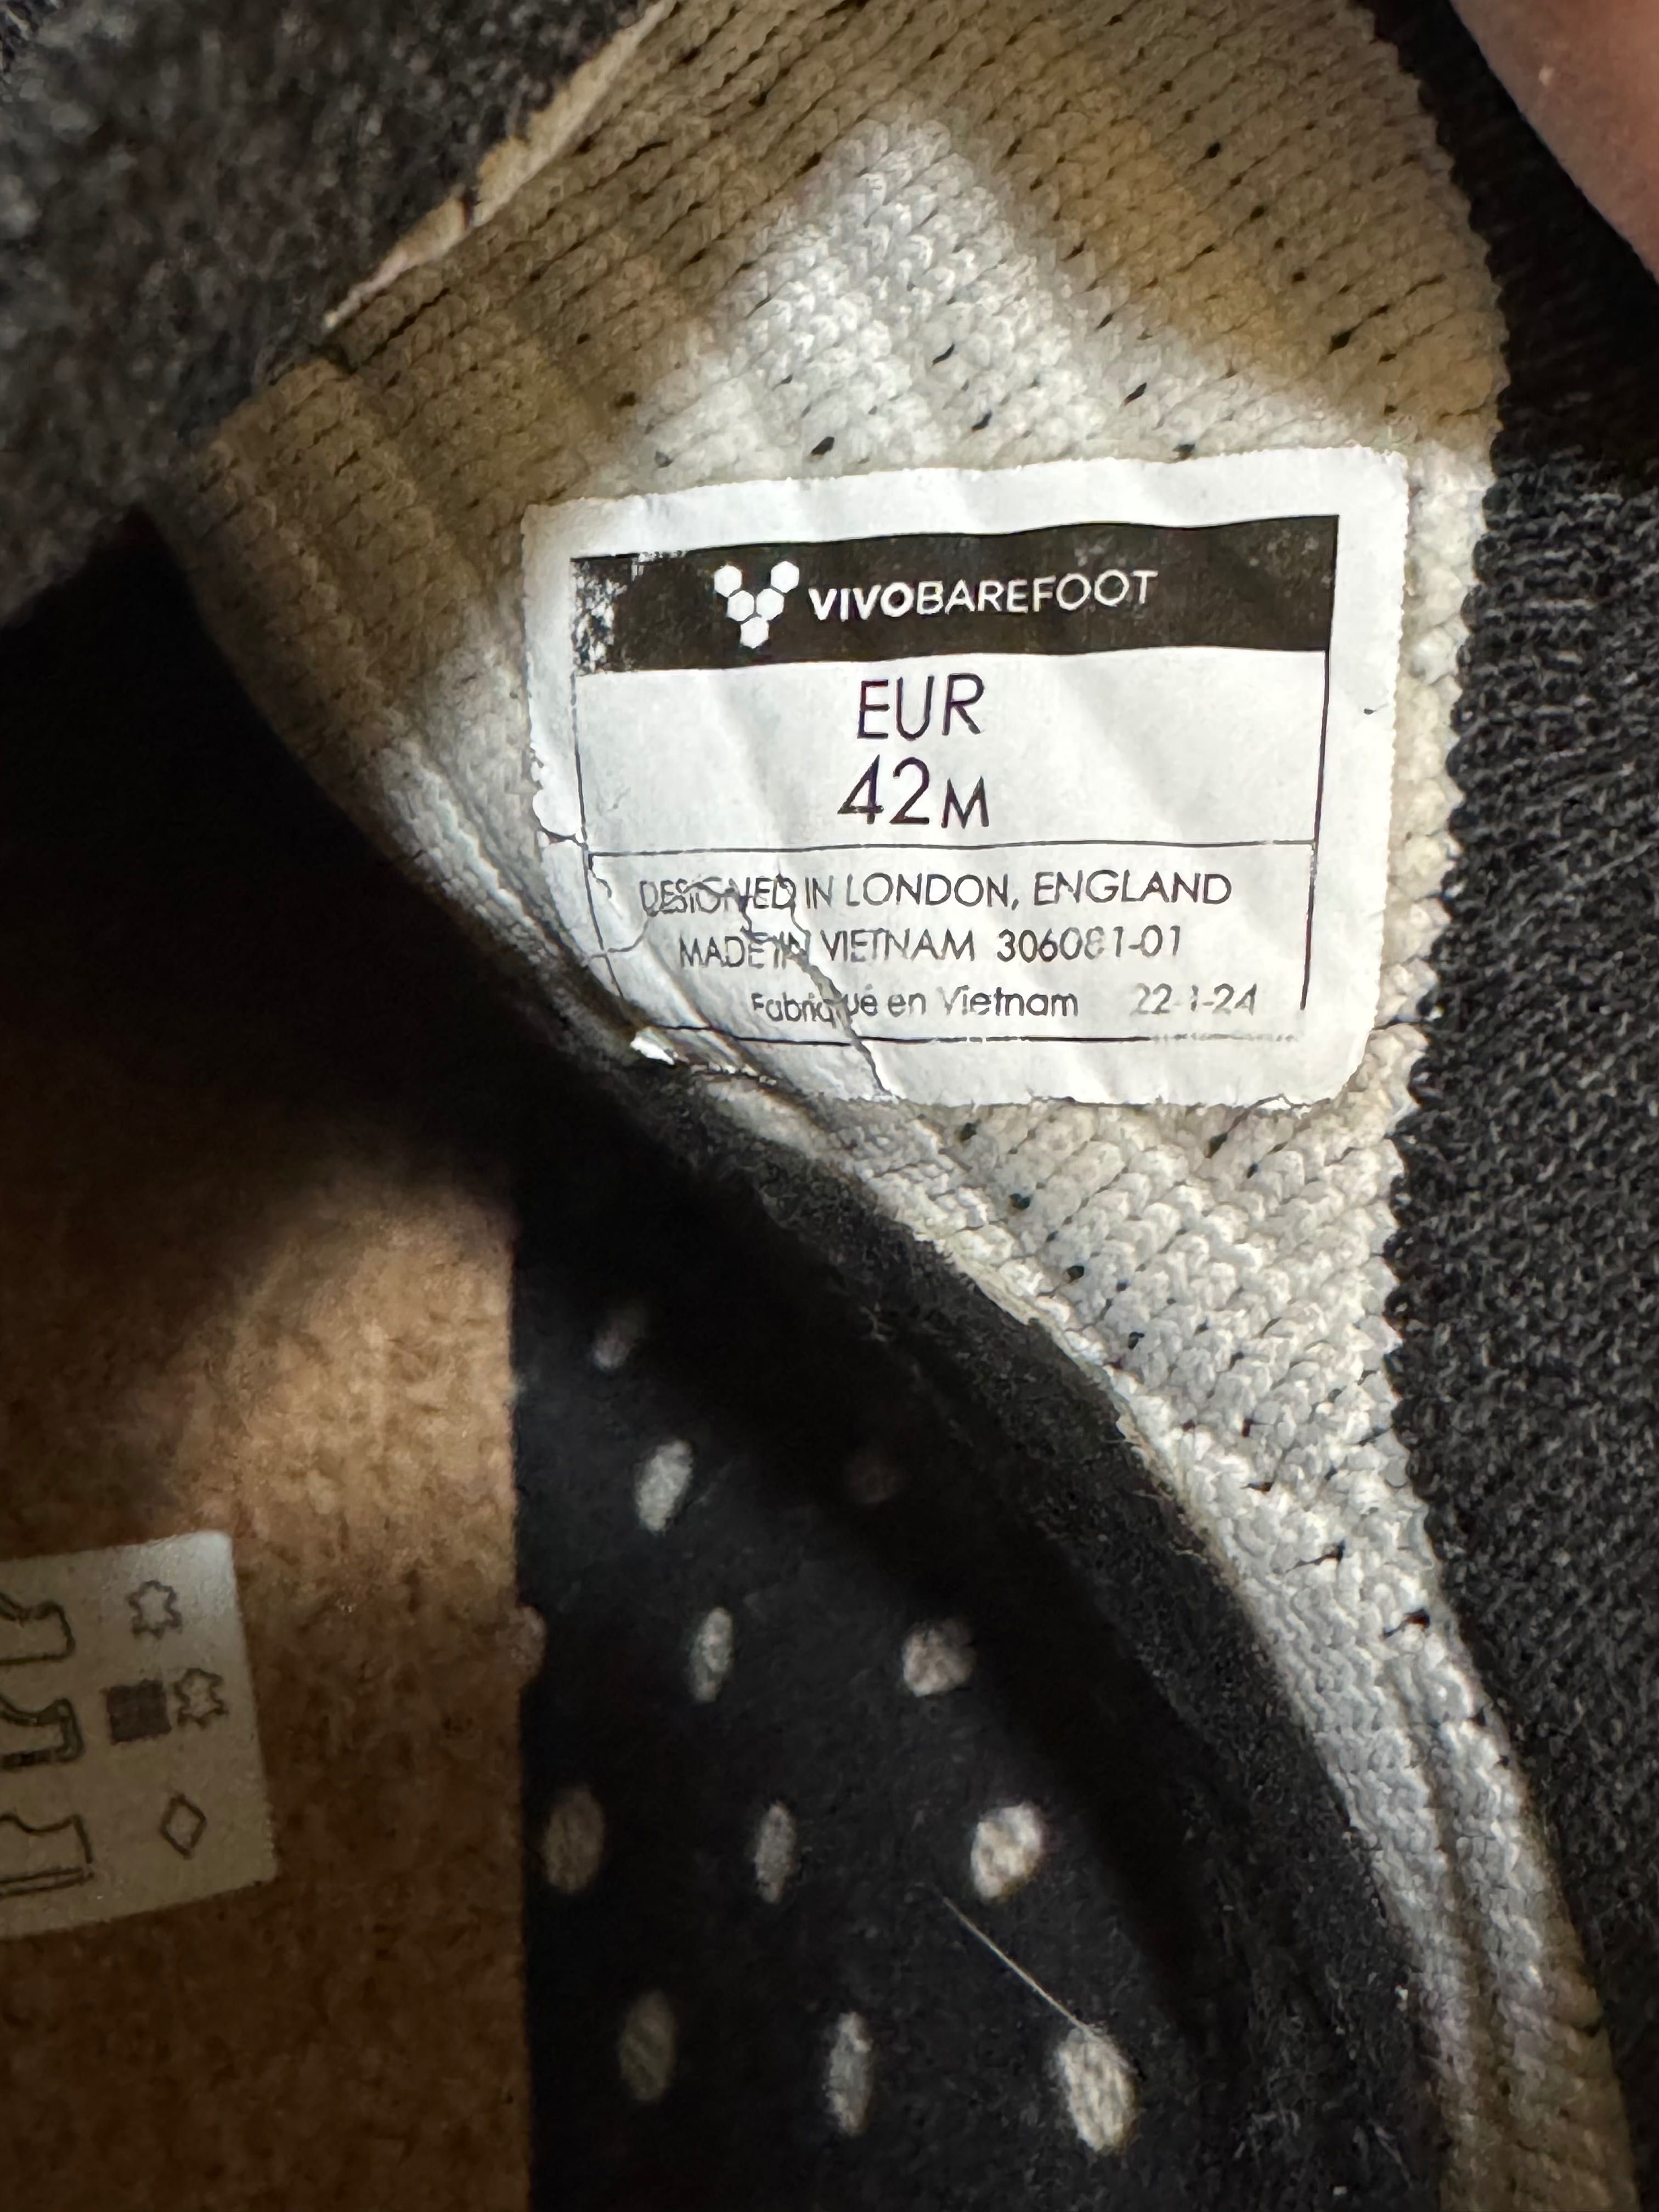 VIVOBAREFOOT
EUR
42M
DESIGNED IN LONDON, ENGLAND
MADE IN VIETNAM 306081-01
Fabriqué en Vietnam 22-1-24